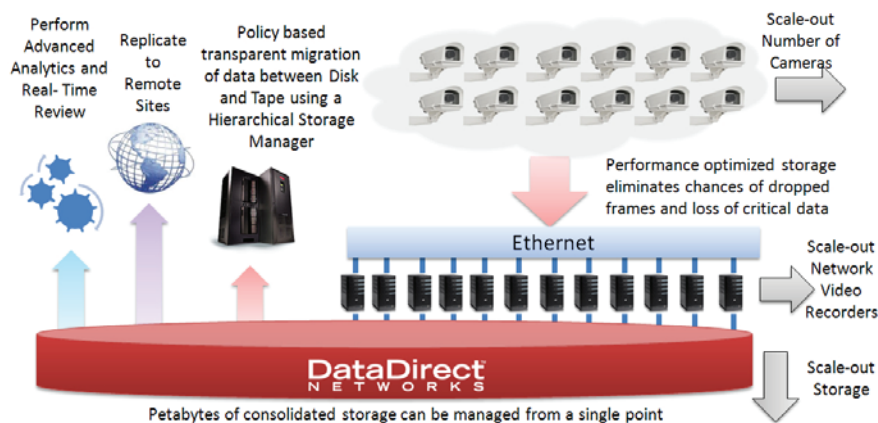 Perform
Advanced
Analytics and
Real- Time
Review
Replicate
to
Remote
Sites
Policy based
transparent migration
of data between Disk
and Tape using a
Hierarchical Storage
Manager
Scale-out
Number of
Cameras
Performance optimized storage
eliminates chances of dropped
frames and loss of critical data
Ethernet
Scale-out
Network
Video
Recorders
DataDirect™
NETWORKS
Scale-out
Storage
Petabytes of consolidated storage can be managed from a single point